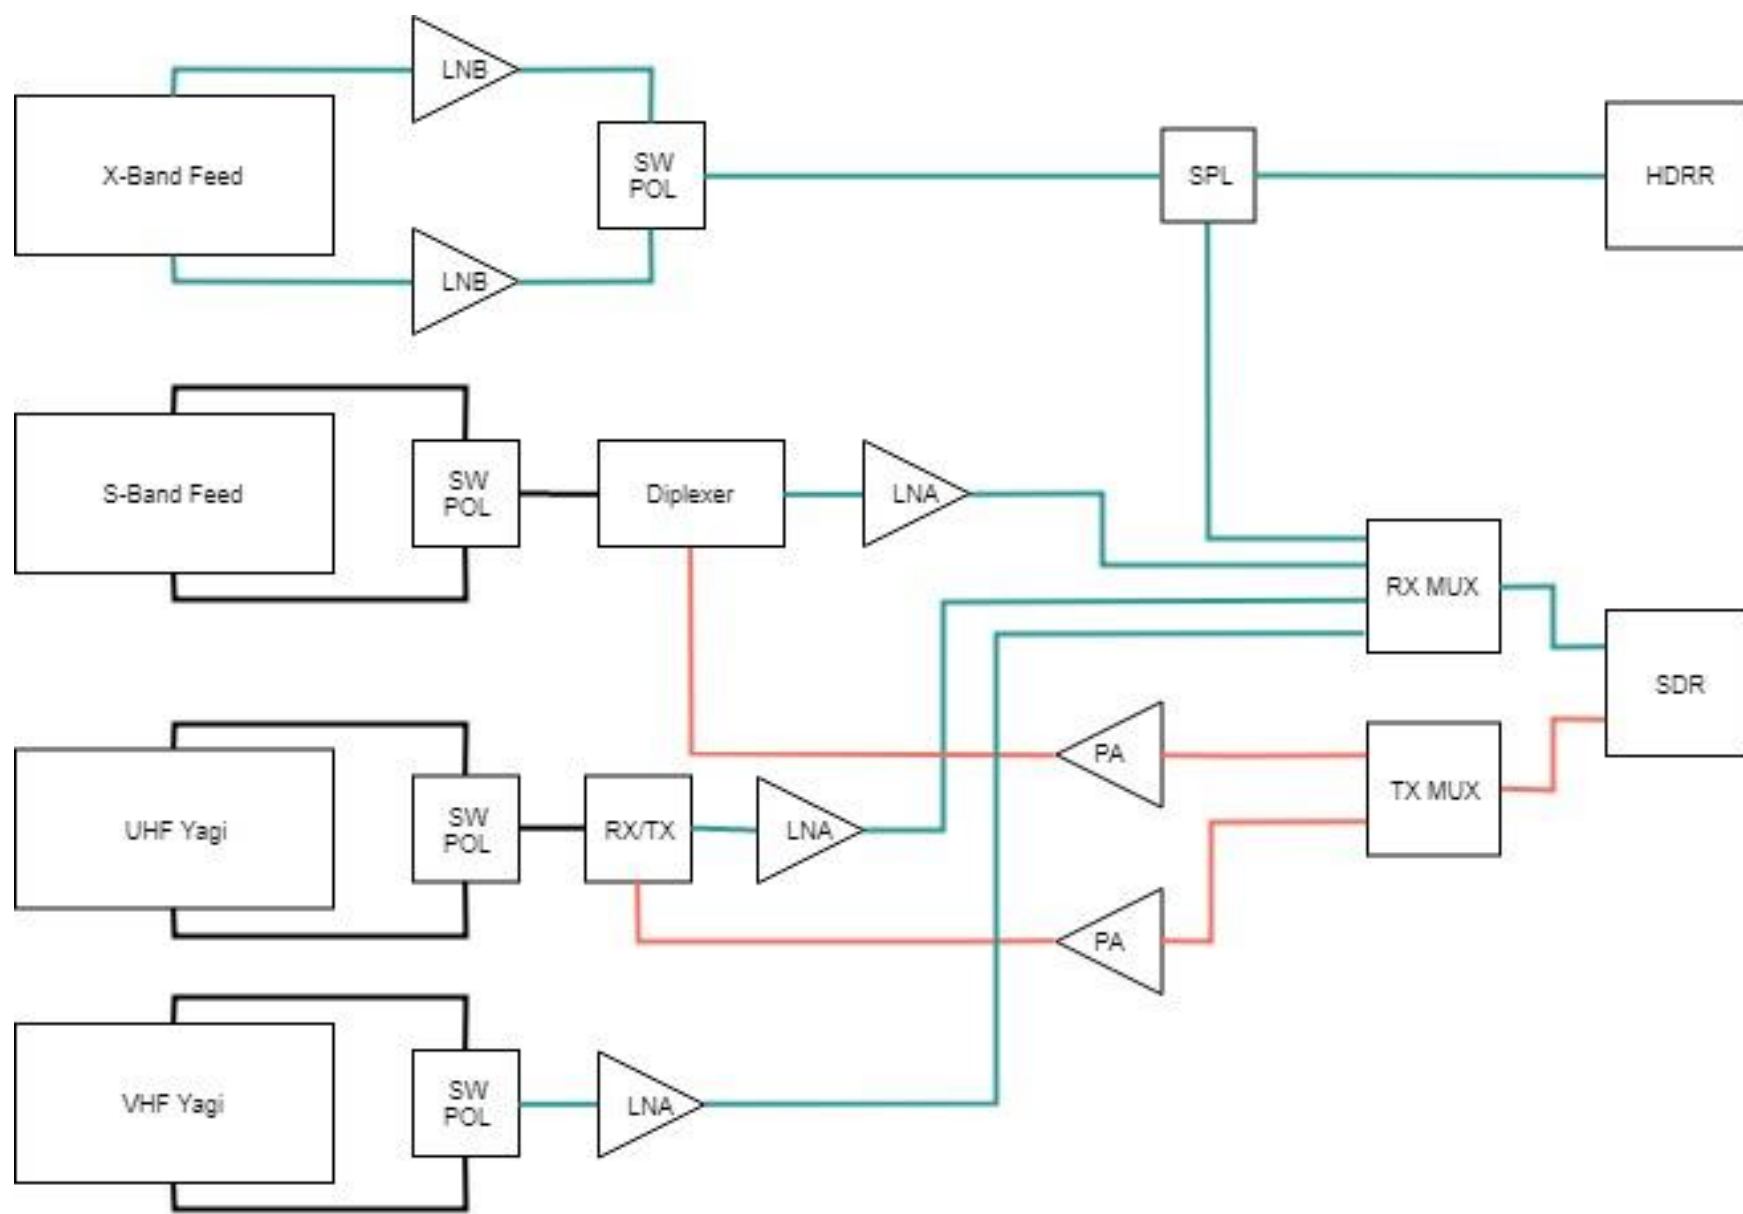 LNB
X-Band Feed
SW
POL
SPL
HDRR
LNB
S-Band Feed
SW
POL
Diplexer
LNA
RX MUX
SDR
PA
TX MUX
UHF Yagi
SW
POL
RX/TX
LNA
PA
VHF Yagi
SW
POL
LNA